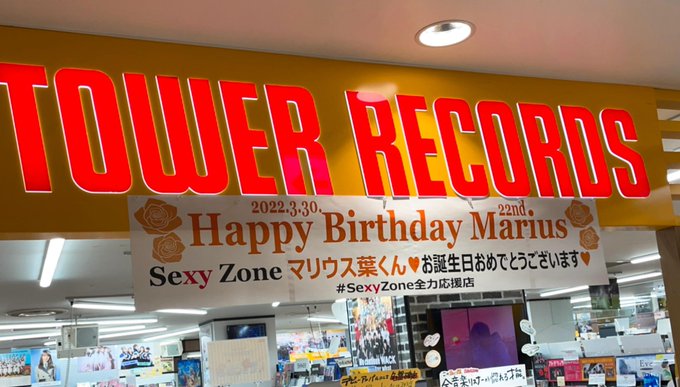 TOWER RECORDS
2022.3.30. 22nd
Happy Birthday Marius
Sexy Zone マリウス葉くん♥お誕生日おめでとうございます♥
#SexyZone全力応援店
WACK